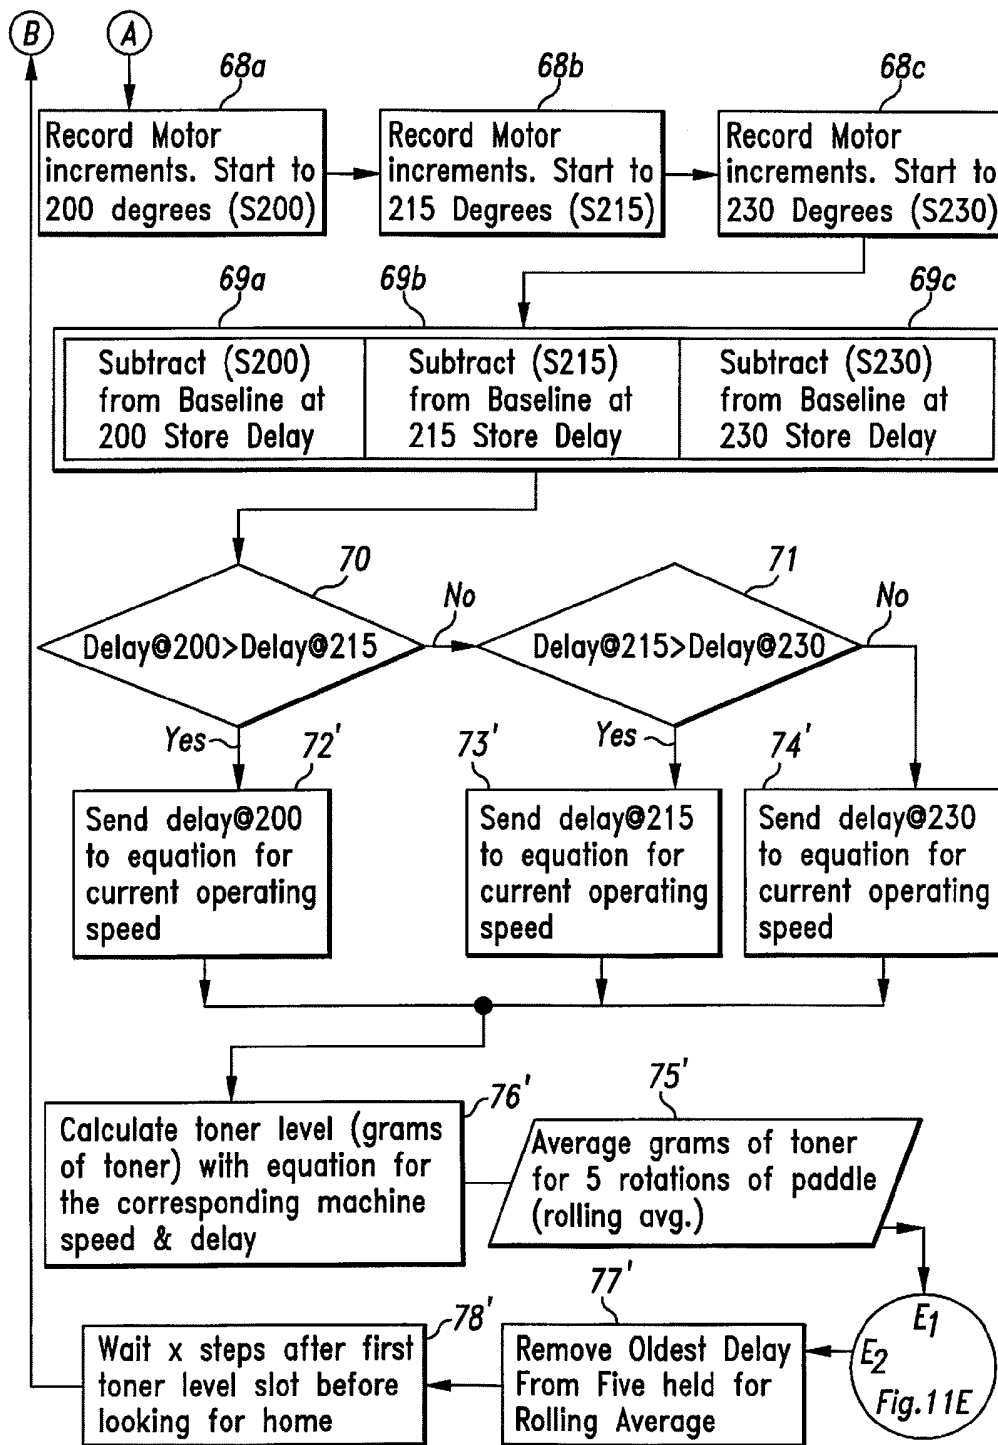 B
A
68a
68b
68c
Record Motor
increments. Start to
200 degrees (S200)
Record Motor
increments. Start to
215 Degrees (S215)
Record Motor
increments. Start to
230 Degrees (S230)
69a
69b
69c
Subtract (S200)
from Baseline at
200 Store Delay
Subtract (S215)
from Baseline at
215 Store Delay
Subtract (S230)
from Baseline at
230 Store Delay
70
71
No
No
Delay@200>Delay@215
Delay@215>Delay@230
Yes
72'
Yes
73'
74'
Send delay@200
to equation for
current operating
speed
Send delay@215
to equation for
current operating
speed
Send delay@230
to equation for
current operating
speed
76'
75'
Calculate toner level (grams
of toner) with equation for
the corresponding machine
speed & delay
Average grams of toner
for 5 rotations of paddle
(rolling avg.)
78'
77'
E1
E2
Fig.11E
Wait x steps after first
toner level slot before
looking for home
Remove Oldest Delay
From Five held for
Rolling Average